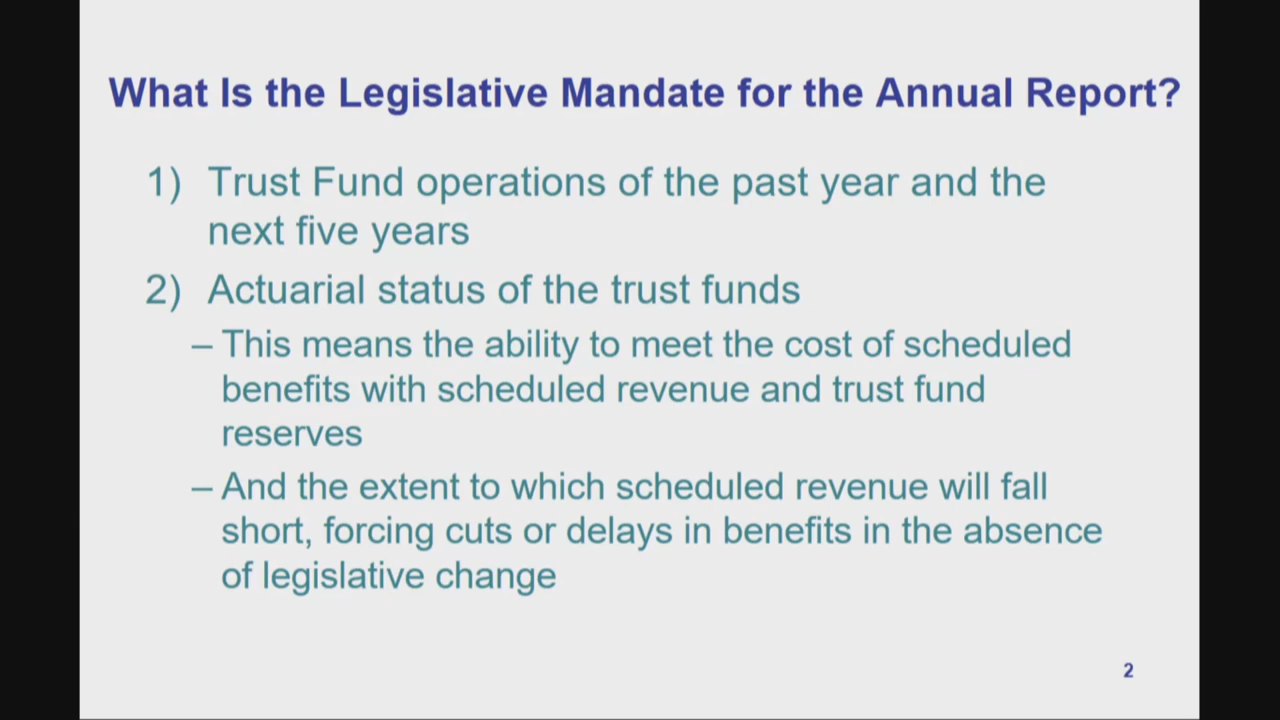 What Is the Legislative Mandate for the Annual Report?
1) Trust Fund operations of the past year and the
next five years
2) Actuarial status of the trust funds
– This means the ability to meet the cost of scheduled
benefits with scheduled revenue and trust fund
reserves
– And the extent to which scheduled revenue will fall
short, forcing cuts or delays in benefits in the absence
of legislative change
2